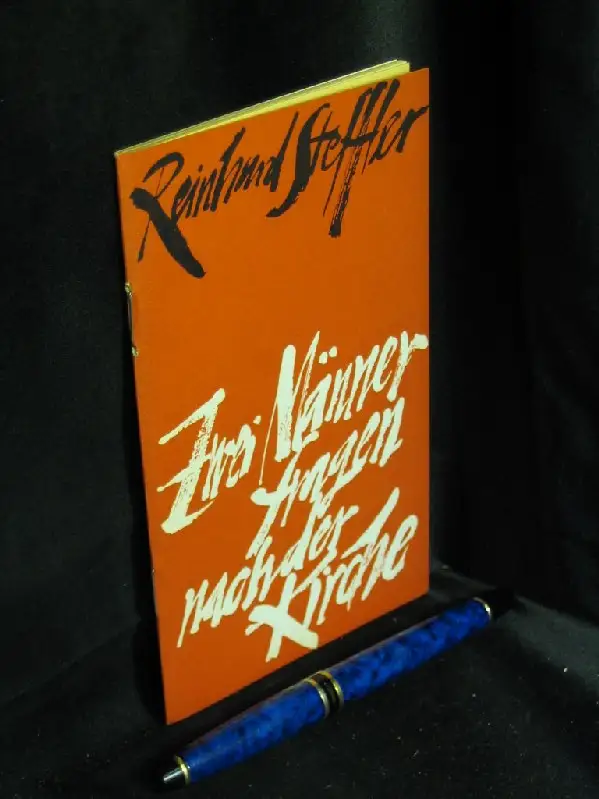 Reinhard Steffler
Zwei Männer
fragen
nach der
Kirche